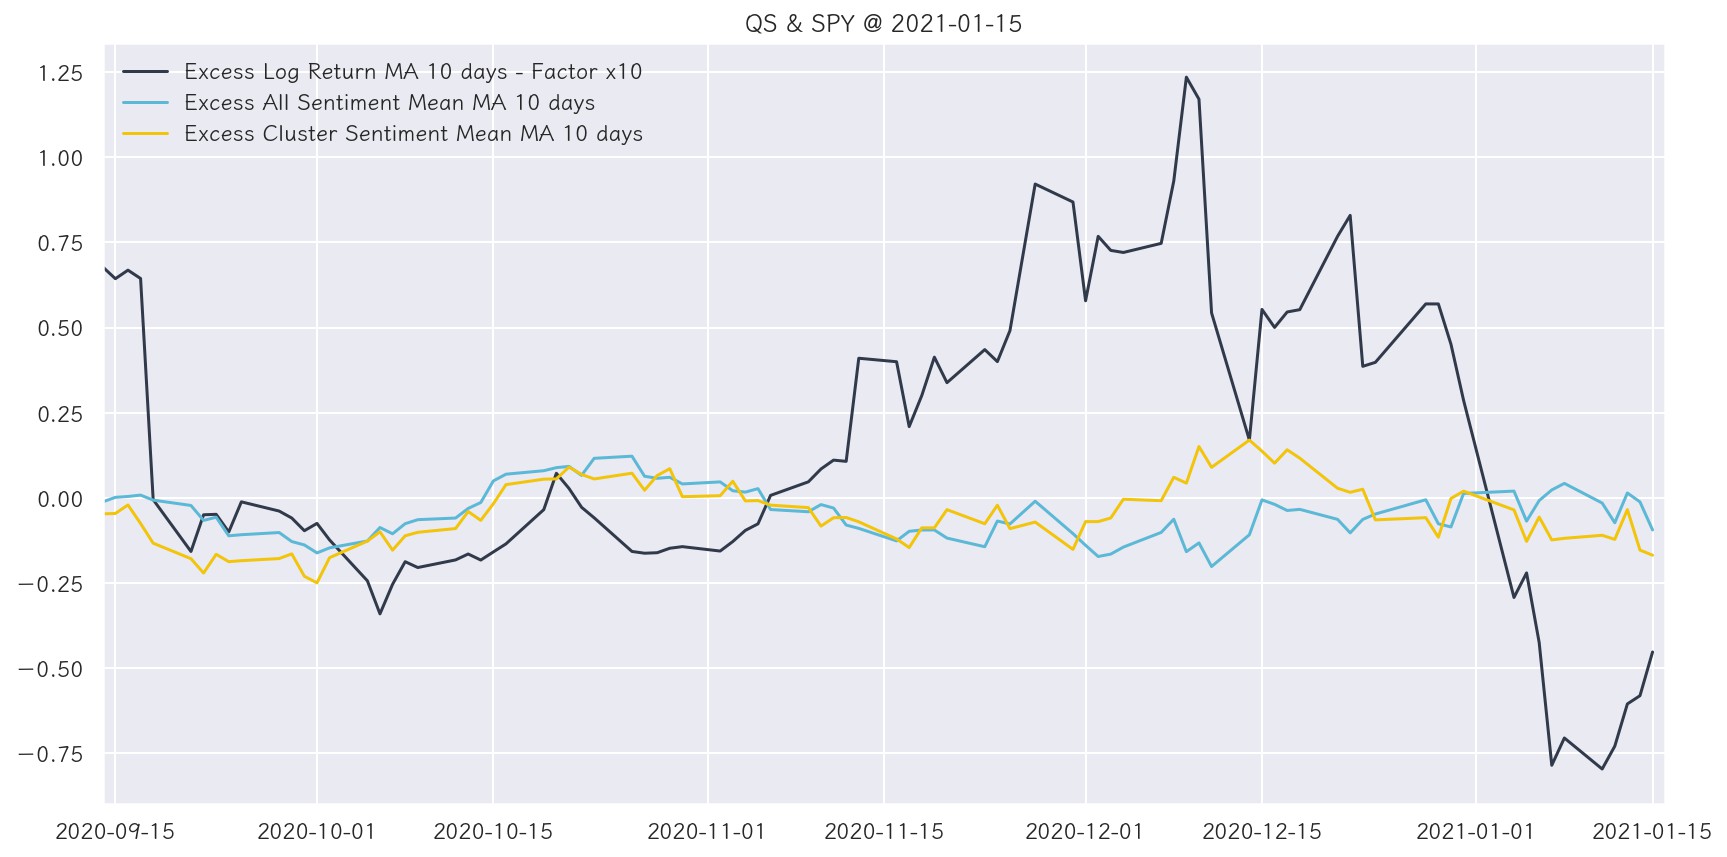 QS & SPY @ 2021-01-15
Excess Log Return MA 10 days - Factor x10
Excess All Sentiment Mean MA 10 days
Excess Cluster Sentiment Mean MA 10 days
1.25
1.00
0.75
0.50
0.25
0.00
−0.25
−0.50
−0.75
2020-09-15 2020-10-01 2020-10-15 2020-11-01 2020-11-15 2020-12-01 2020-12-15 2021-01-01 2021-01-15